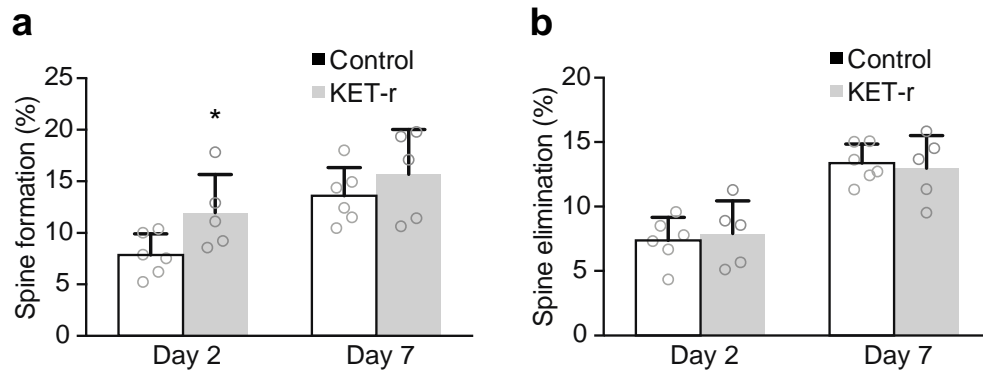 a
Control
KET-r
Spine formation (%)
25
20
15
10
5
0
*
Day 2
Day 7
b
Control
KET-r
Spine elimination (%)
20
15
10
5
0
Day 2
Day 7